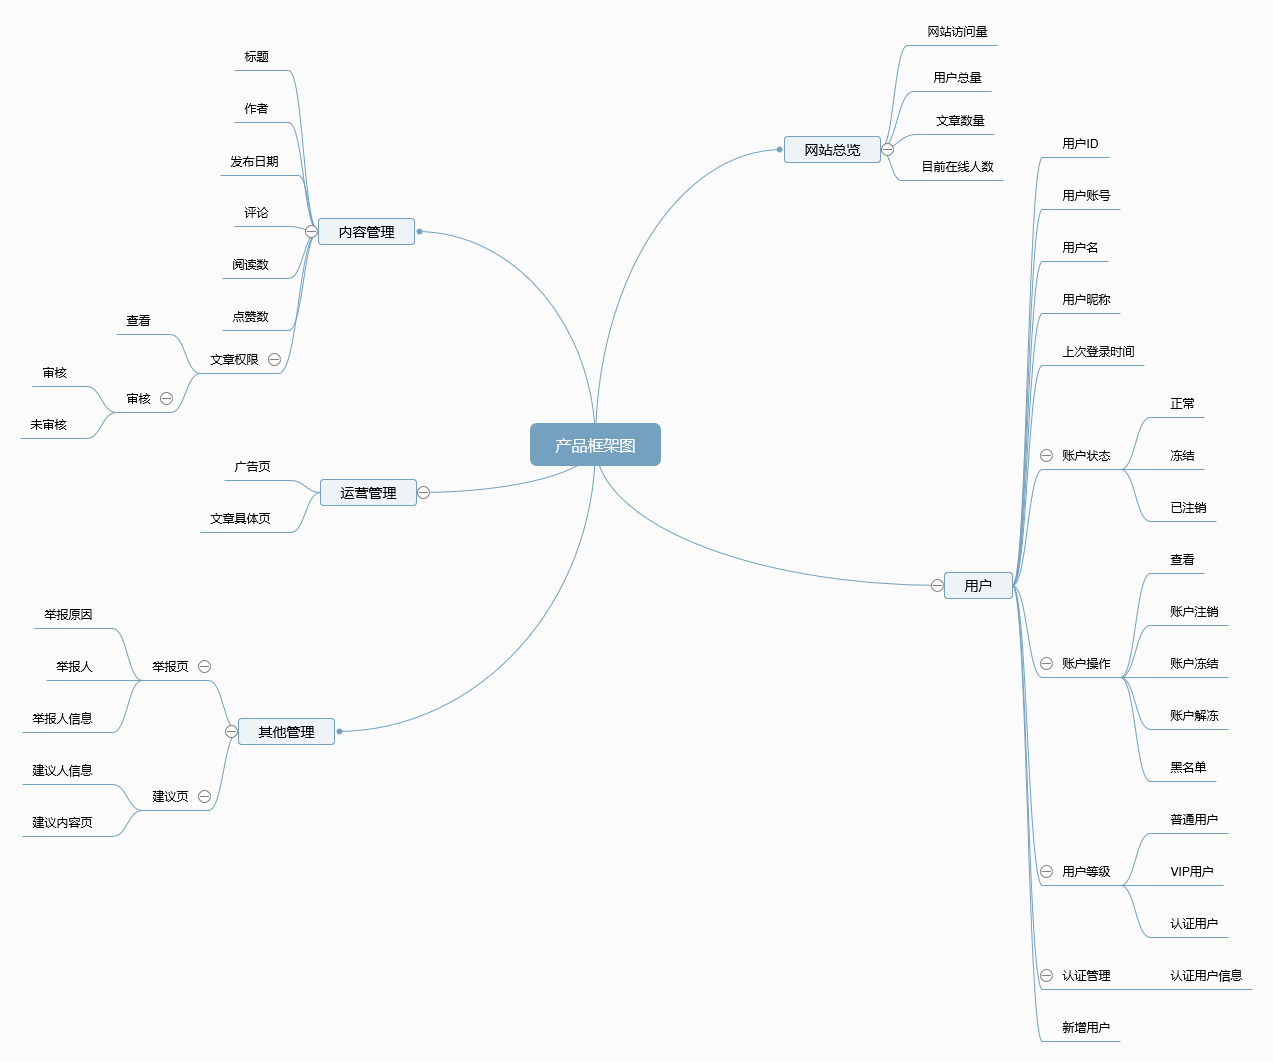 产品框架图
网站总览
网站访问量
用户总量
文章数量
目前在线人数
用户
用户ID
用户账号
用户名
用户昵称
上次登录时间
账户状态
正常
冻结
已注销
账户操作
查看
账户注销
账户冻结
账户解冻
黑名单
用户等级
普通用户
VIP用户
认证用户
认证管理
认证用户信息
新增用户
内容管理
标题
作者
发布日期
评论
阅读数
点赞数
文章权限
查看
审核
审核
未审核
运营管理
广告页
文章具体页
其他管理
举报页
举报原因
举报人
举报人信息
建议页
建议人信息
建议内容页